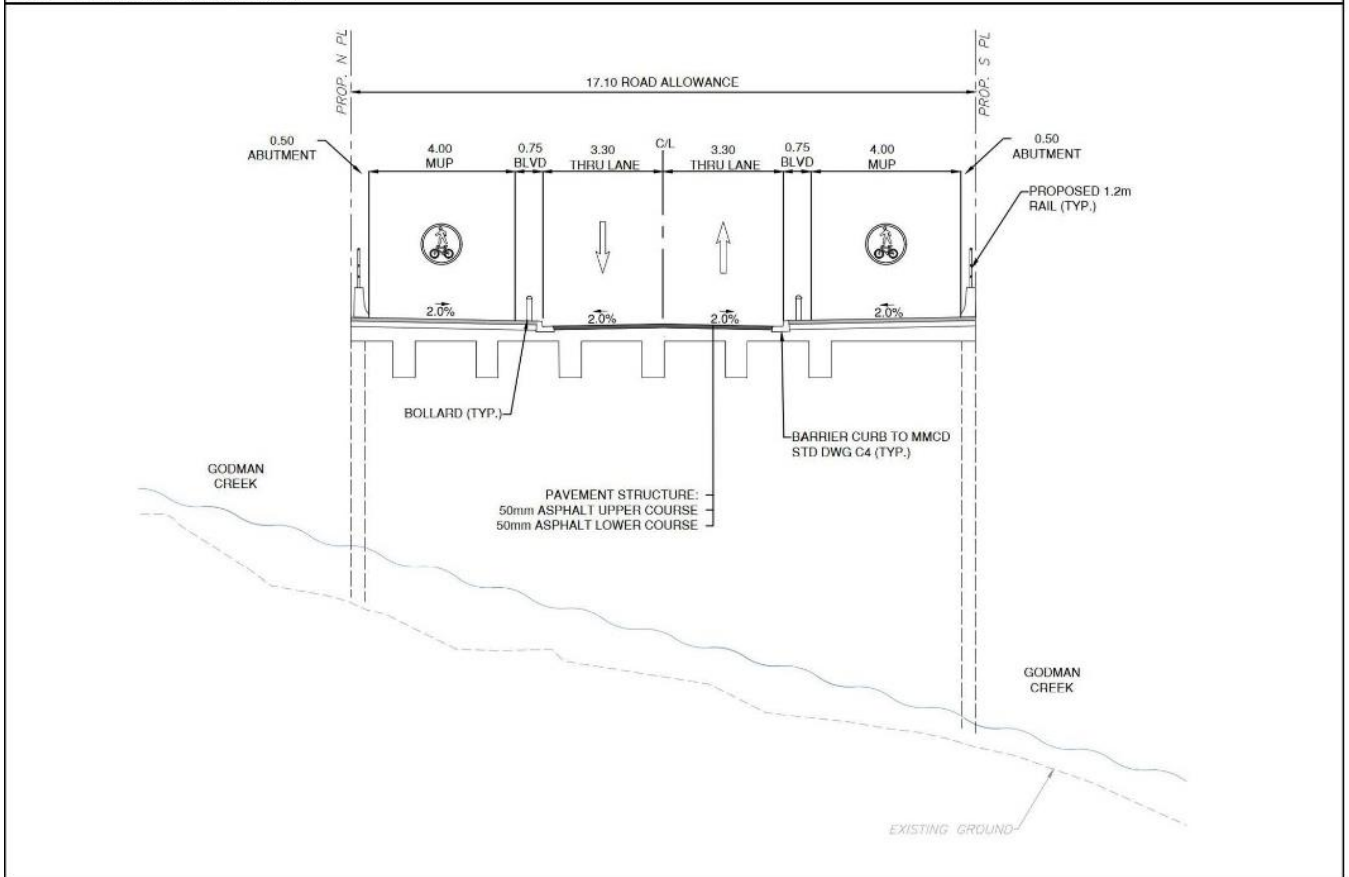 PROP. N PL
PROP. S PL
17.10 ROAD ALLOWANCE
0.50
ABUTMENT
4.00
MUP
0.75
BLVD
3.30
THRU LANE
C/L
3.30
THRU LANE
0.75
BLVD
4.00
MUP
0.50
ABUTMENT
PROPOSED 1.2m
RAIL (TYP.)
2.0%
2.0%
2.0%
2.0%
BOLLARD (TYP.)
BARRIER CURB TO MMCD
STD DWG C4 (TYP.)
PAVEMENT STRUCTURE:
50mm ASPHALT UPPER COURSE
50mm ASPHALT LOWER COURSE
GODMAN
CREEK
GODMAN
CREEK
EXISTING GROUND